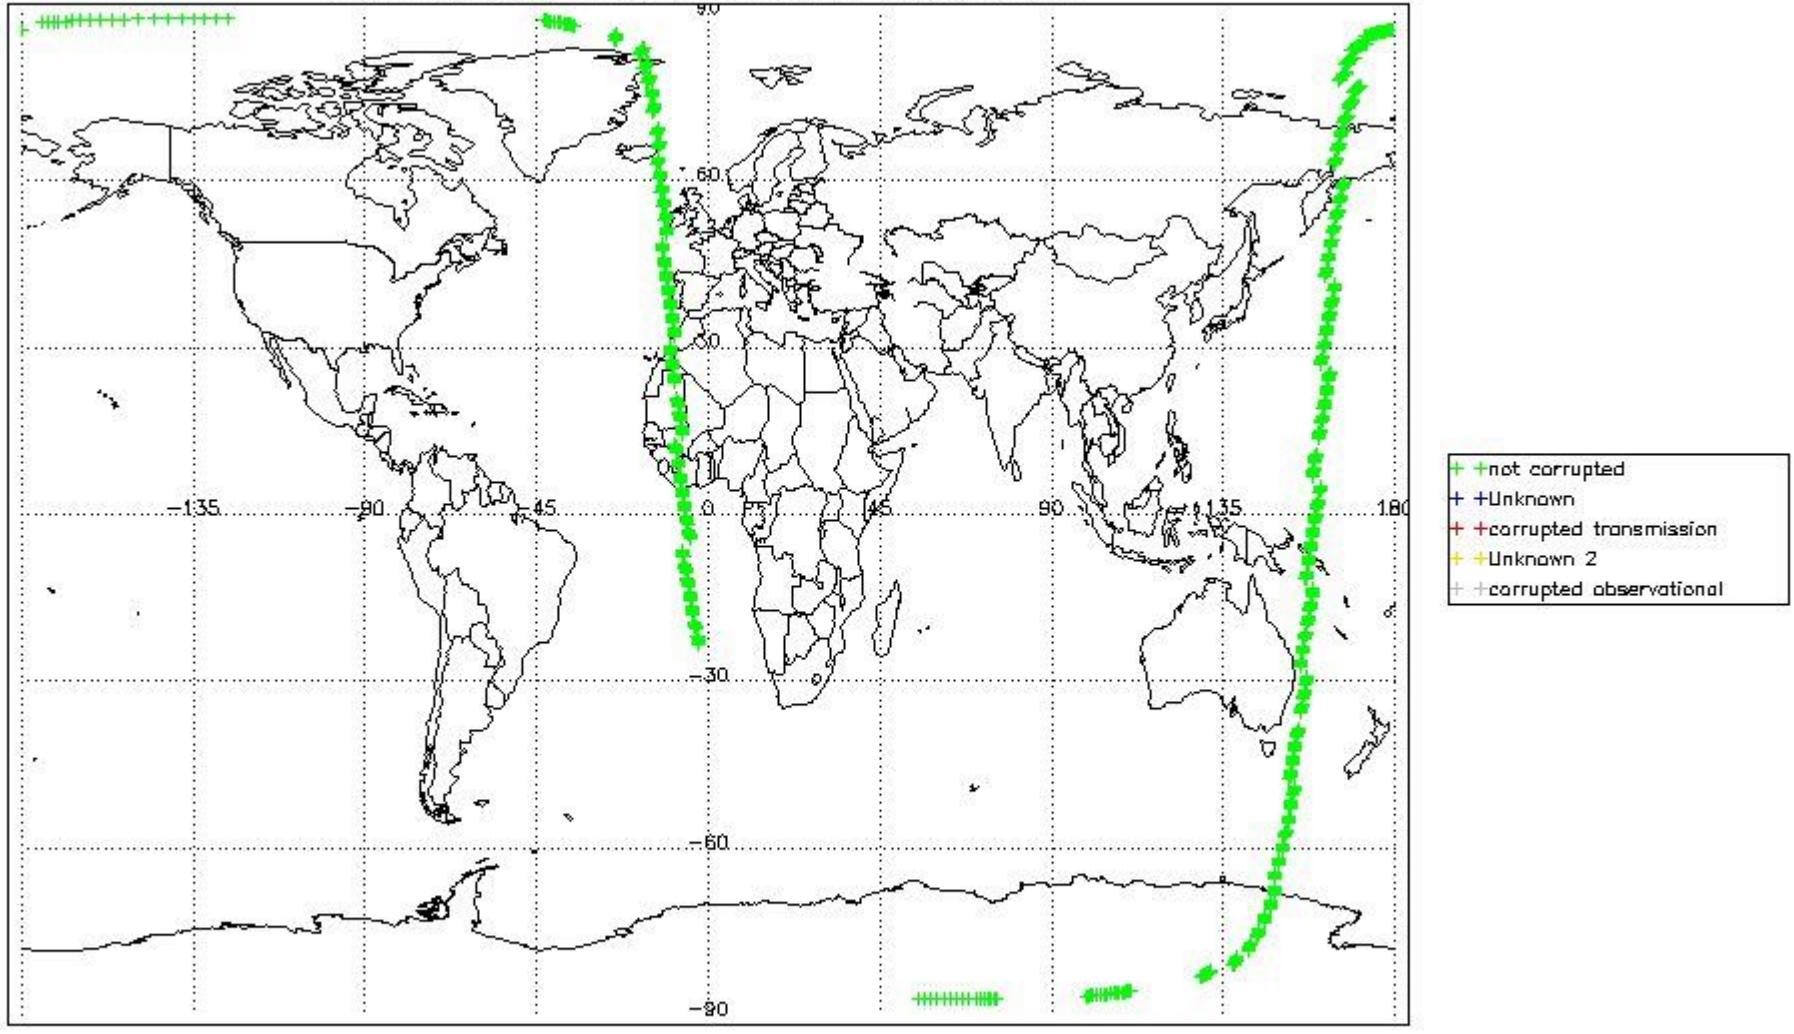 90
60
30
-135 -90 -45 0 45 90 135 180
-30
-60
-90
+ +not corrupted
+ +Unknown
+ +corrupted transmission
+ +Unknown 2
+ +corrupted observational